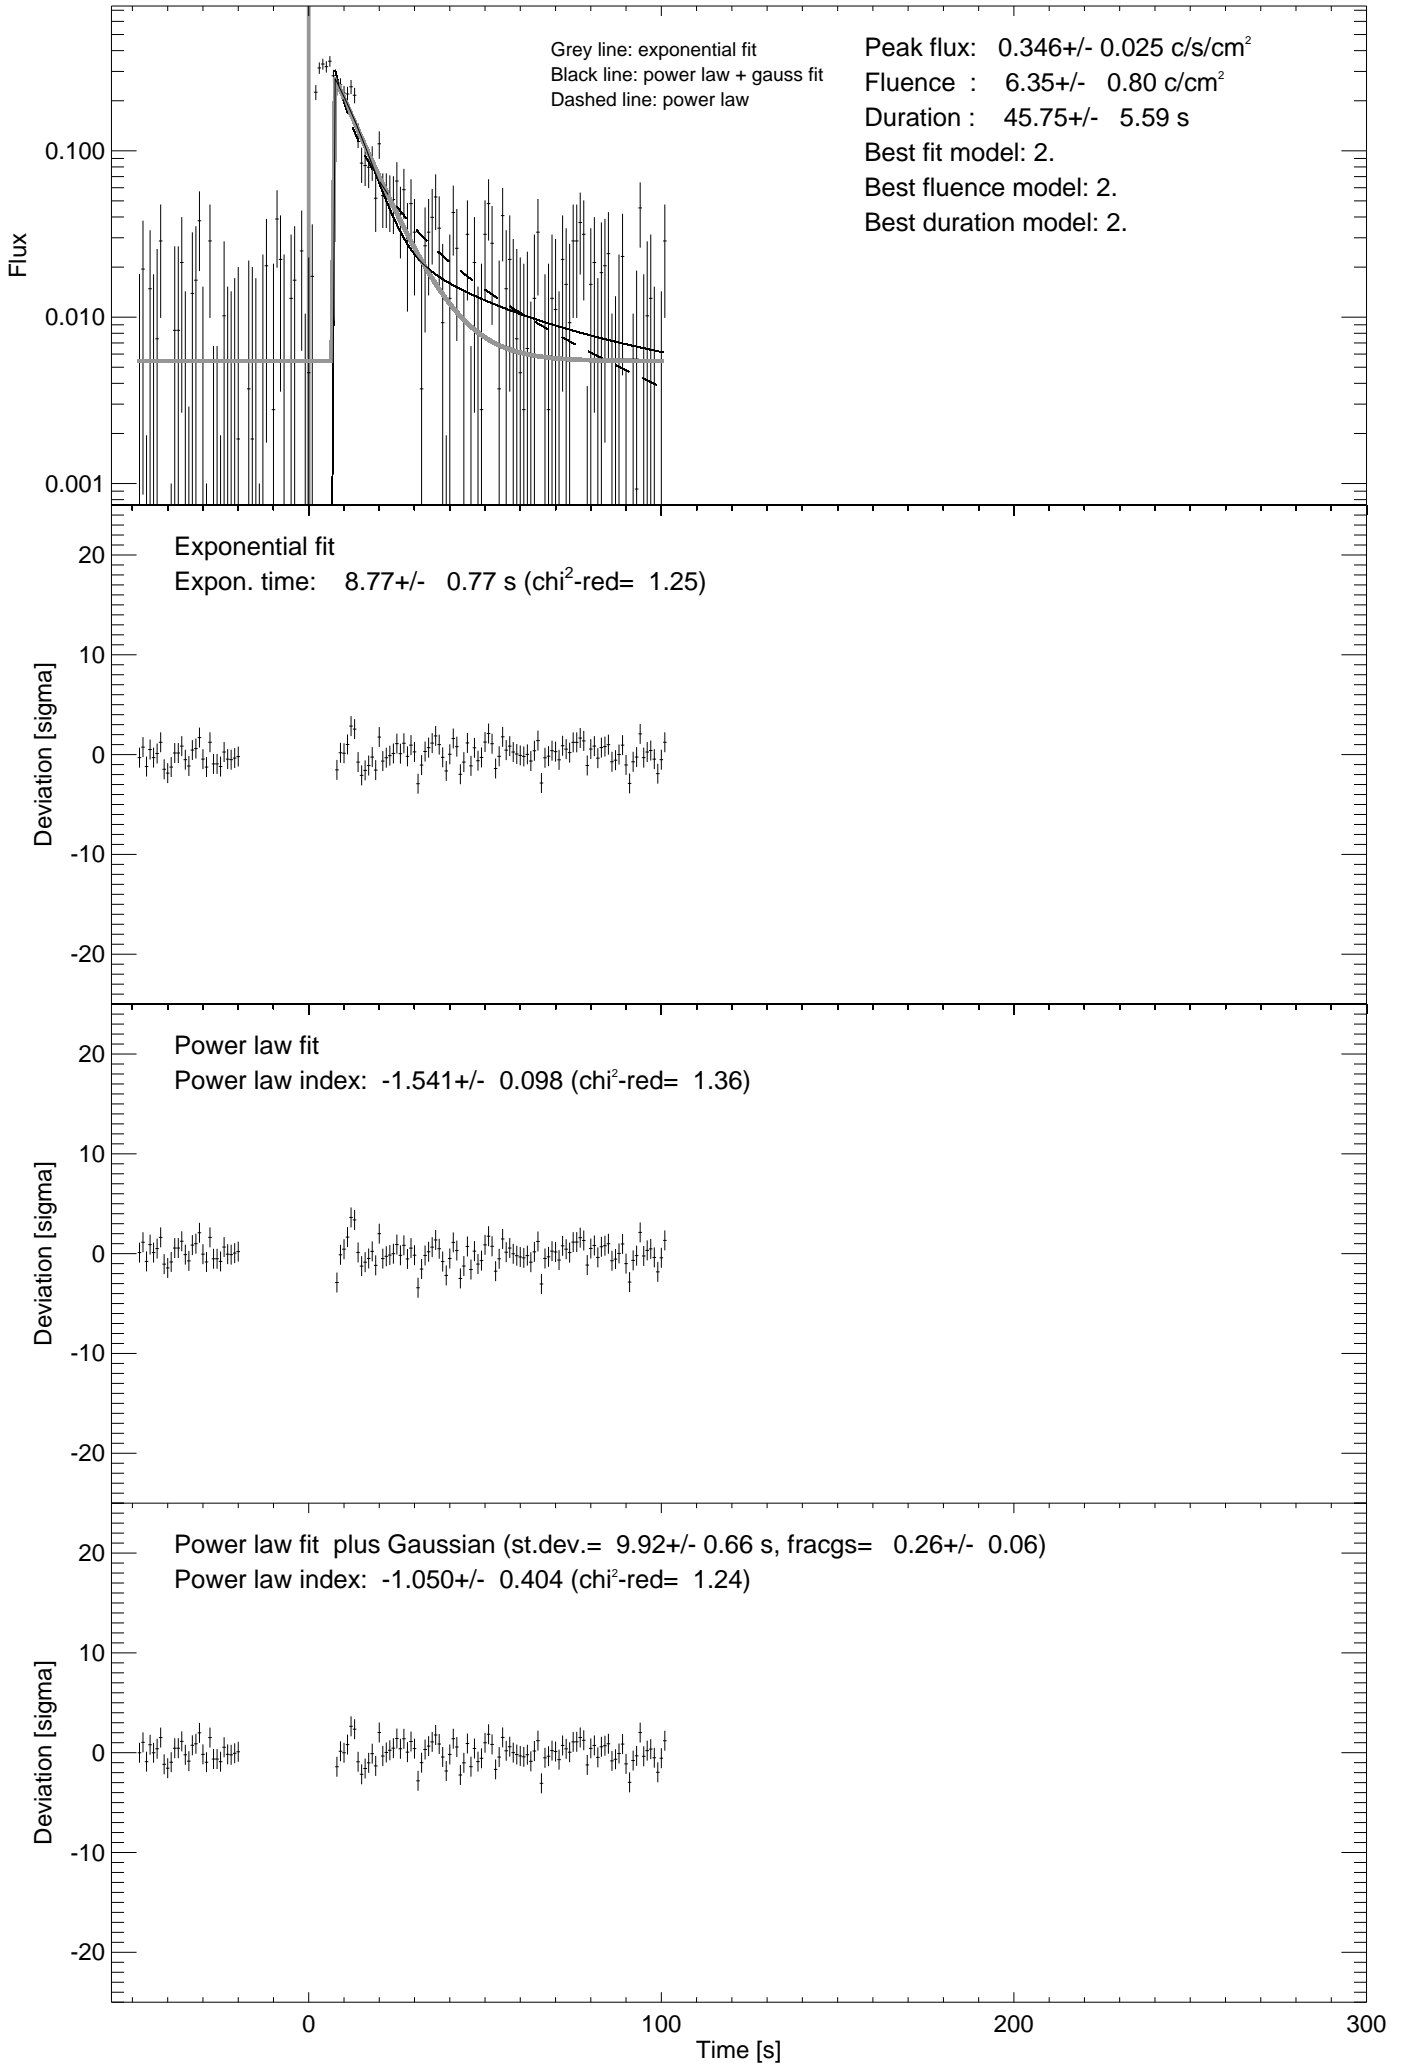 Grey line: exponential fit
Black line: power law + gauss fit
Dashed line: power law
Peak flux: 0.346+/- 0.025 c/s/cm²
Fluence : 6.35+/- 0.80 c/cm²
Duration : 45.75+/- 5.59 s
Best fit model: 2.
Best fluence model: 2.
Best duration model: 2.
Flux
0.100
0.010
0.001
Exponential fit
Expon. time: 8.77+/- 0.77 s (chi²-red= 1.25)
Deviation [sigma]
20
10
0
-10
-20
Power law fit
Power law index: -1.541+/- 0.098 (chi²-red= 1.36)
Deviation [sigma]
20
10
0
-10
-20
Power law fit plus Gaussian (st.dev.= 9.92+/- 0.66 s, fracgs= 0.26+/- 0.06)
Power law index: -1.050+/- 0.404 (chi²-red= 1.24)
Deviation [sigma]
20
10
0
-10
-20
0 100 200 300
Time [s]